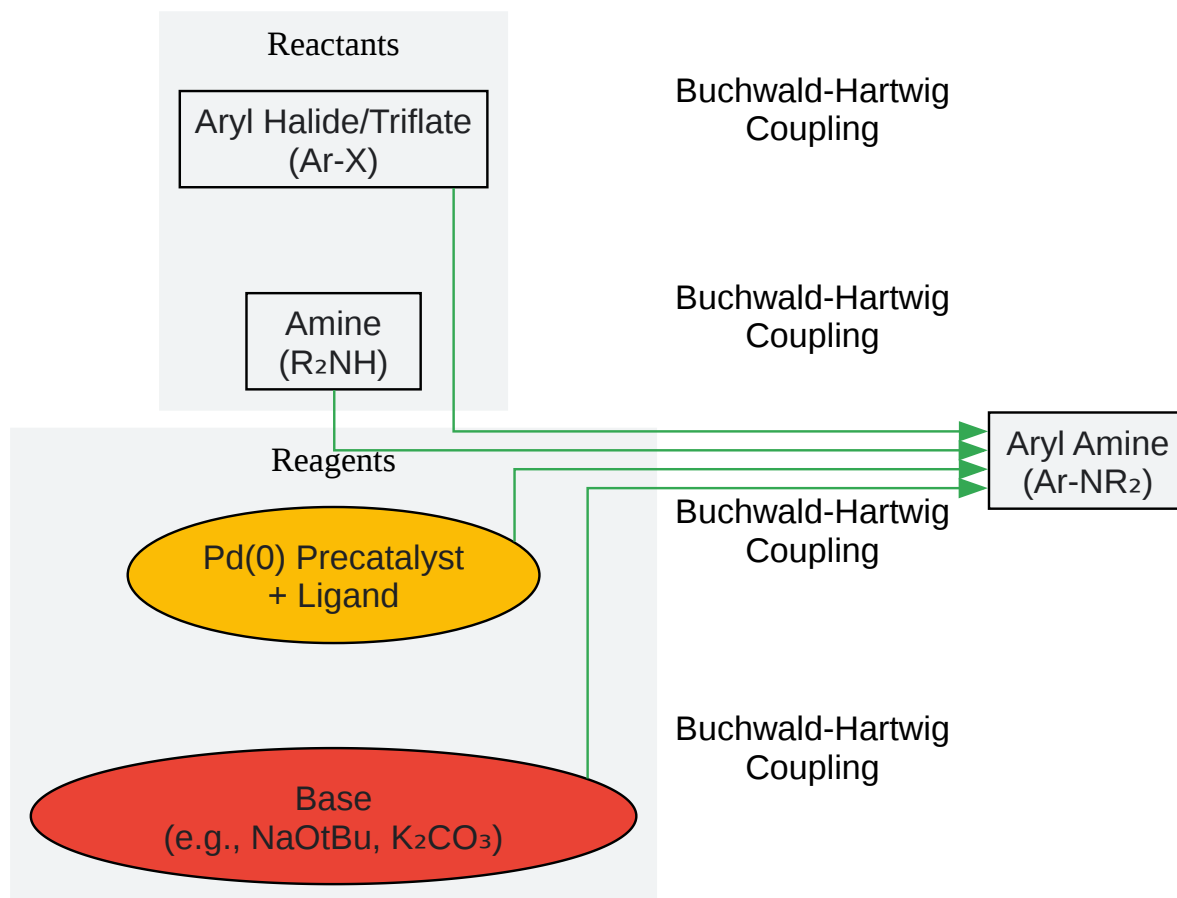 Reactants
Aryl Halide/Triflate
(Ar-X)
Buchwald-Hartwig
Coupling
Amine
(R₂NH)
Buchwald-Hartwig
Coupling
Reagents
Aryl Amine
(Ar-NR₂)
Pd(0) Precatalyst
+ Ligand
Buchwald-Hartwig
Coupling
Base
(e.g., NaOtBu, K₂CO₃)
Buchwald-Hartwig
Coupling